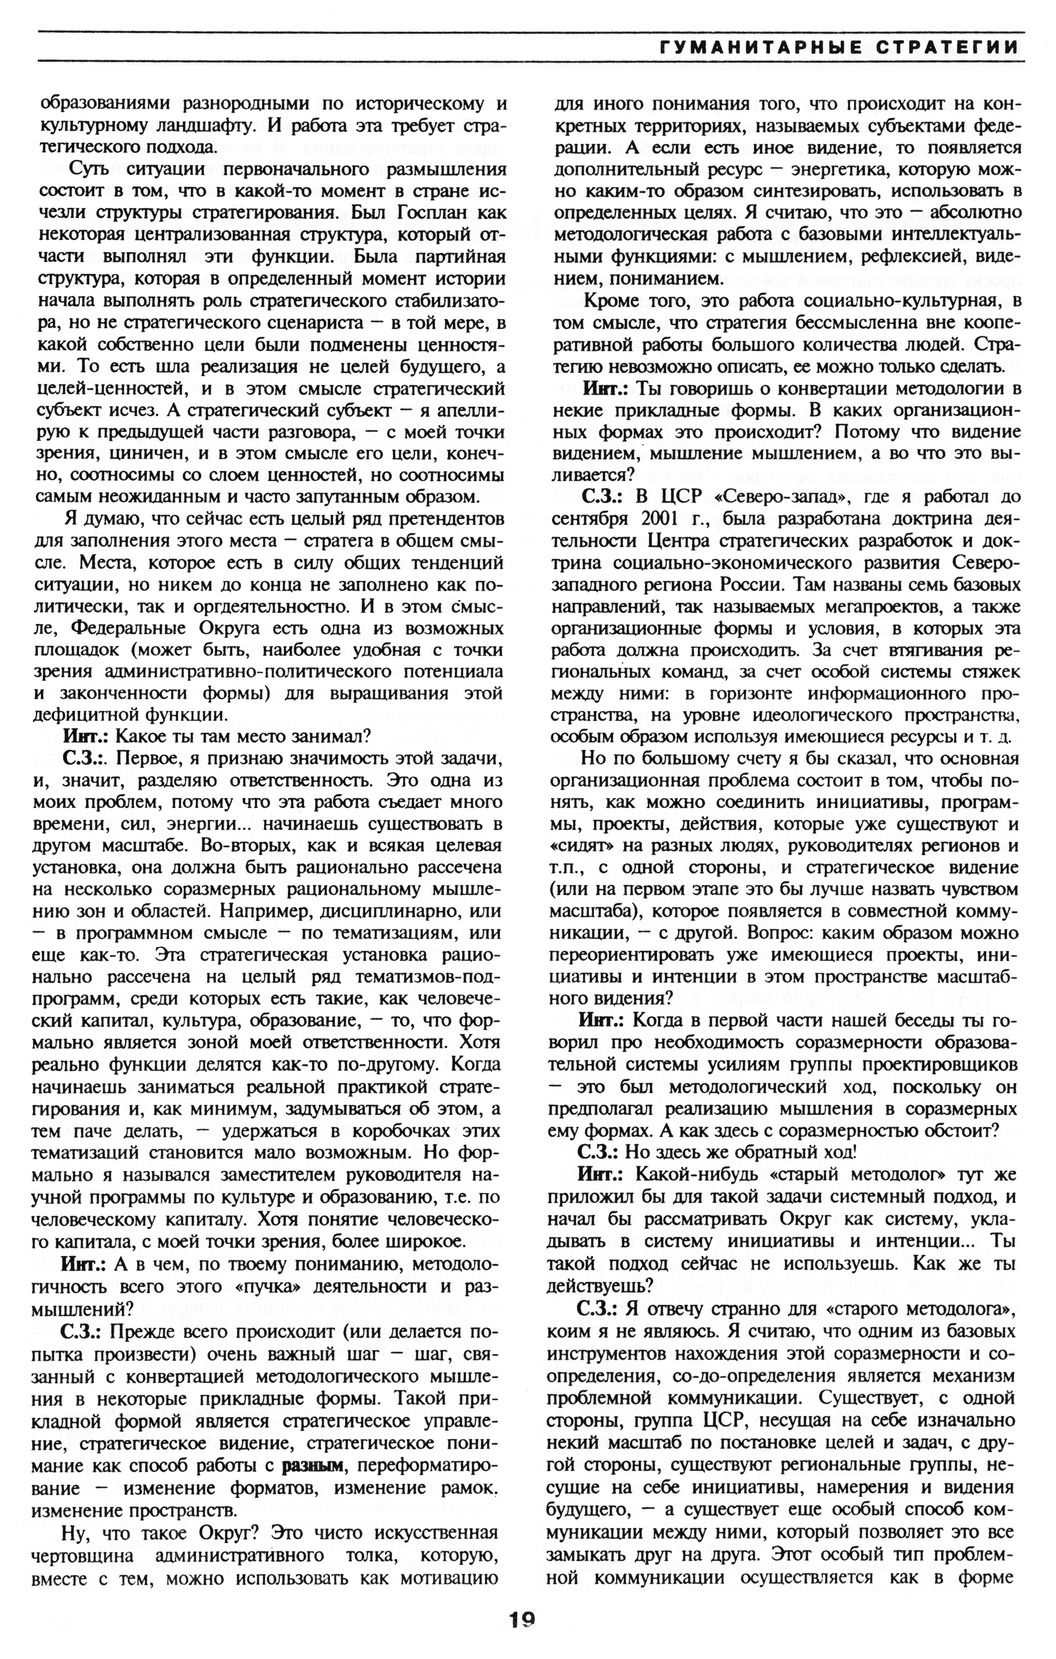 ГУМАНИТАРНЫЕ СТРАТЕГИИ
образованиями разнородными по историческому и
культурному ландшафту. И работа эта требует стра-
тегического подхода.
Суть ситуации первоначального размышления
состоит в том, что в какой-то момент в стране ис-
чезли структуры стратегирования. Был Госплан как
некоторая централизованная структура, который от-
части выполнял эти функции. Была партийная
структура, которая в определенный момент истории
начала выполнять роль стратегического стабилизато-
ра, но не стратегического сценариста — в той мере, в
какой собственно цели были подменены ценностя-
ми. То есть шла реализация не целей будущего, а
целей-ценностей, и в этом смысле стратегический
субъект исчез. А стратегический субъект — я апелли-
рую к предыдущей части разговора, — с моей точки
зрения, циничен, и в этом смысле его цели, конеч-
но, соотносимы со слоем ценностей, но соотносимы
самым неожиданным и часто запутанным образом.
Я думаю, что сейчас есть целый ряд претендентов
для заполнения этого места — стратега в общем смы-
сле. Места, которое есть в силу общих тенденций
ситуации, но никем до конца не заполнено как по-
литически, так и оргдеятельностно. И в этом смыс-
ле, Федеральные Округа есть одна из возможных
площадок (может быть, наиболее удобная с точки
зрения административно-политического потенциала
и законченности формы) для выращивания этой
дефицитной функции.
Инт.: Какое ты там место занимал?
С.З.:. Первое, я признаю значимость этой задачи,
и, значит, разделяю ответственность. Это одна из
моих проблем, потому что эта работа съедает много
времени, сил, энергии... начинаешь существовать в
другом масштабе. Во-вторых, как и всякая целевая
установка, она должна быть рационально рассечена
на несколько соразмерных рациональному мышле-
нию зон и областей. Например, дисциплинарно, или
— в программном смысле — по тематизациям, или
еще как-то. Эта стратегическая установка рацио-
нально рассечена на целый ряд тематизмов-под-
программ, среди которых есть такие, как человече-
ский капитал, культура, образование, — то, что фор-
мально является зоной моей ответственности. Хотя
реально функции делятся как-то по-другому. Когда
начинаешь заниматься реальной практикой страте-
гирования и, как минимум, задумываться об этом, а
тем паче делать, — удержаться в коробочках этих
тематизаций становится мало возможным. Но фор-
мально я назывался заместителем руководителя на-
учной программы по культуре и образованию, т.е. по
человеческому капиталу. Хотя понятие человеческо-
го капитала, с моей точки зрения, более широкое.
Инт.: А в чем, по твоему пониманию, методоло-
гичность всего этого «пучка» деятельности и раз-
мышлений?
С.З.: Прежде всего происходит (или делается по-
пытка произвести) очень важный шаг — шаг, свя-
занный с конвертацией методологического мышле-
ния в некоторые прикладные формы. Такой при-
кладной формой является стратегическое управле-
ние, стратегическое видение, стратегическое пони-
мание как способ работы с разным, переформатиро-
вание — изменение форматов, изменение рамок.
изменение пространств.
Ну, что такое Округ? Это чисто искусственная
чертовщина административного толка, которую,
вместе с тем, можно использовать как мотивацию
для иного понимания того, что происходит на кон-
кретных территориях, называемых субъектами феде-
рации. А если есть иное видение, то появляется
дополнительный ресурс — энергетика, которую мож-
но каким-то образом синтезировать, использовать в
определенных целях. Я считаю, что это — абсолютно
методологическая работа с базовыми интеллектуаль-
ными функциями: с мышлением, рефлексией, виде-
нием, пониманием.
Кроме того, это работа социально-культурная, в
том смысле, что стратегия бессмысленна вне коопе-
ративной работы большого количества людей. Стра-
тегию невозможно описать, ее можно только сделать.
Инт.: Ты говоришь о конвертации методологии в
некие прикладные формы. В каких организацион-
ных формах это происходит? Потому что видение
видением, мышление мышлением, а во что это вы-
ливается?
С.З.: В ЦСР «Северо-запад», где я работал до
сентября 2001 г., была разработана доктрина дея-
тельности Центра стратегических разработок и док-
трина социально-экономического развития Северо-
западного региона России. Там названы семь базовых
направлений, так называемых мегапроектов, а также
организационные формы и условия, в которых эта
работа должна происходить. За счет втягивания ре-
гиональных команд, за счет особой системы стяжек
между ними: в горизонте информационного про-
странства, на уровне идеологического пространства,
особым образом используя имеющиеся ресурсы и т. д.
Но по большому счету я бы сказал, что основная
организационная проблема состоит в том, чтобы по-
нять, как можно соединить инициативы, програм-
мы, проекты, действия, которые уже существуют и
«сидят» на разных людях, руководителях регионов и
т.п., с одной стороны, и стратегическое видение
(или на первом этапе это бы лучше назвать чувством
масштаба), которое появляется в совместной комму-
никации, — с другой. Вопрос: каким образом можно
переориентировать уже имеющиеся проекты, ини-
циативы и интенции в этом пространстве масштаб-
ного видения?
Инт.: Когда в первой части нашей беседы ты го-
ворил про необходимость соразмерности образова-
тельной системы усилиям группы проектировщиков
— это был методологический ход, поскольку он
предполагал реализацию мышления в соразмерных
ему формах. А как здесь с соразмерностью обстоит?
С.З.: Но здесь же обратный ход!
Инт.: Какой-нибудь «старый методолог» тут же
приложил бы для такой задачи системный подход, и
начал бы рассматривать Округ как систему, укла-
дывать в систему инициативы и интенции... Ты
такой подход сейчас не используешь. Как же ты
действуешь?
С.З.: Я отвечу странно для «старого методолога»,
коим я не являюсь. Я считаю, что одним из базовых
инструментов нахождения этой соразмерности и со-
определения, со-до-определения является механизм
проблемной коммуникации. Существует, с одной
стороны, группа ЦСР, несущая на себе изначально
некий масштаб по постановке целей и задач, с дру-
гой стороны, существуют региональные группы, не-
сущие на себе инициативы, намерения и видения
будущего, — а существует еще особый способ ком-
муникации между ними, который позволяет это все
замыкать друг на друга. Этот особый тип проблем-
ной коммуникации осуществляется как в форме
19